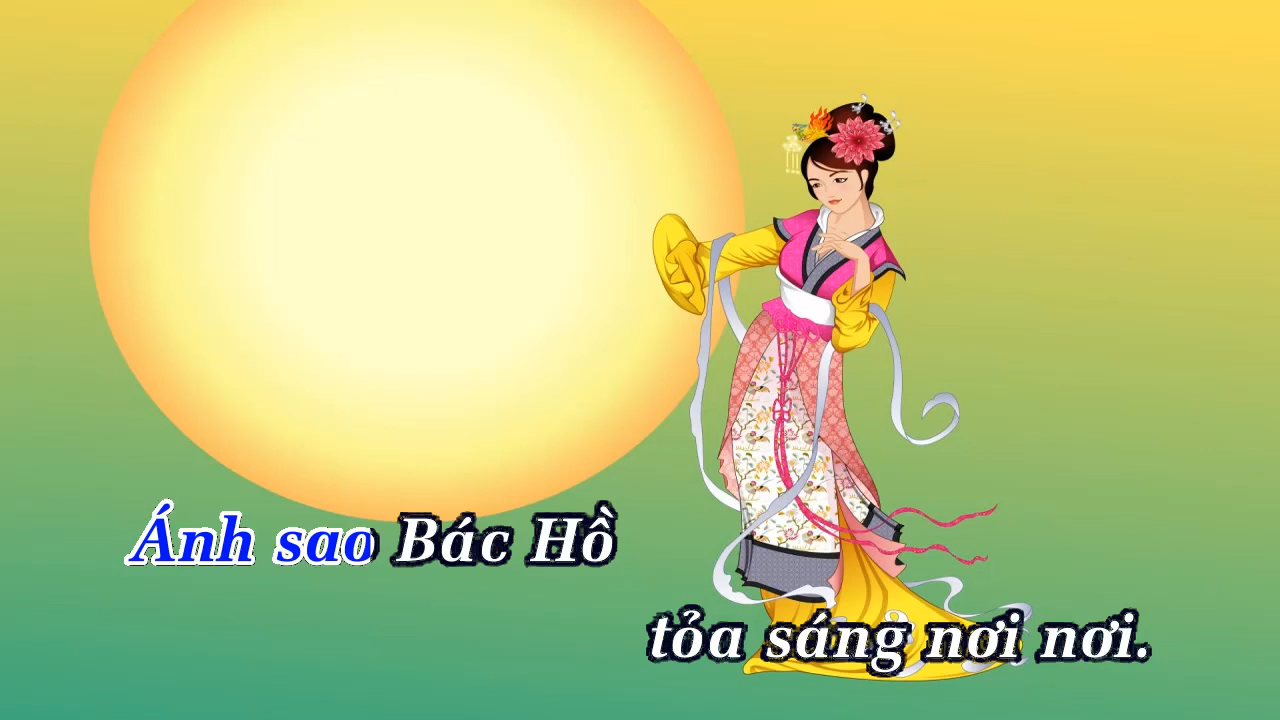 Ánh sao Bác Hồ
tỏa sáng nơi nơi.